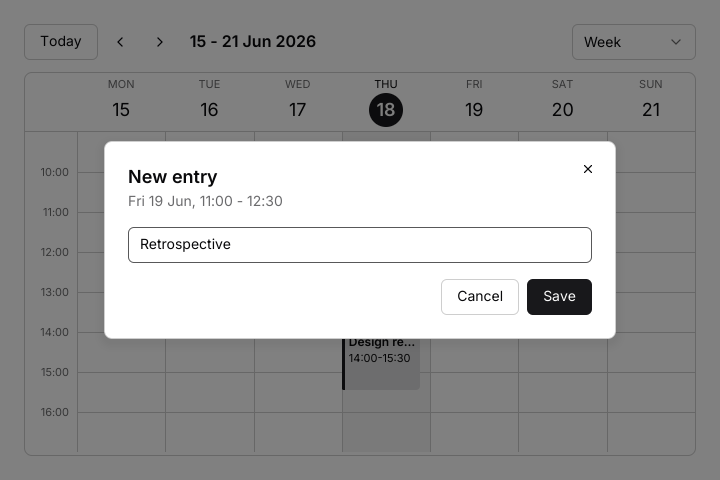 Today
15 - 21 Jun 2026
Week
MON TUE WED THU FRI SAT SUN
15 16 17 18 19 20 21
10:00
11:00
12:00
13:00
14:00
15:00
16:00
New entry
Fri 19 Jun, 11:00 - 12:30
Retrospective
Cancel
Save
Design re...
14:00-15:30